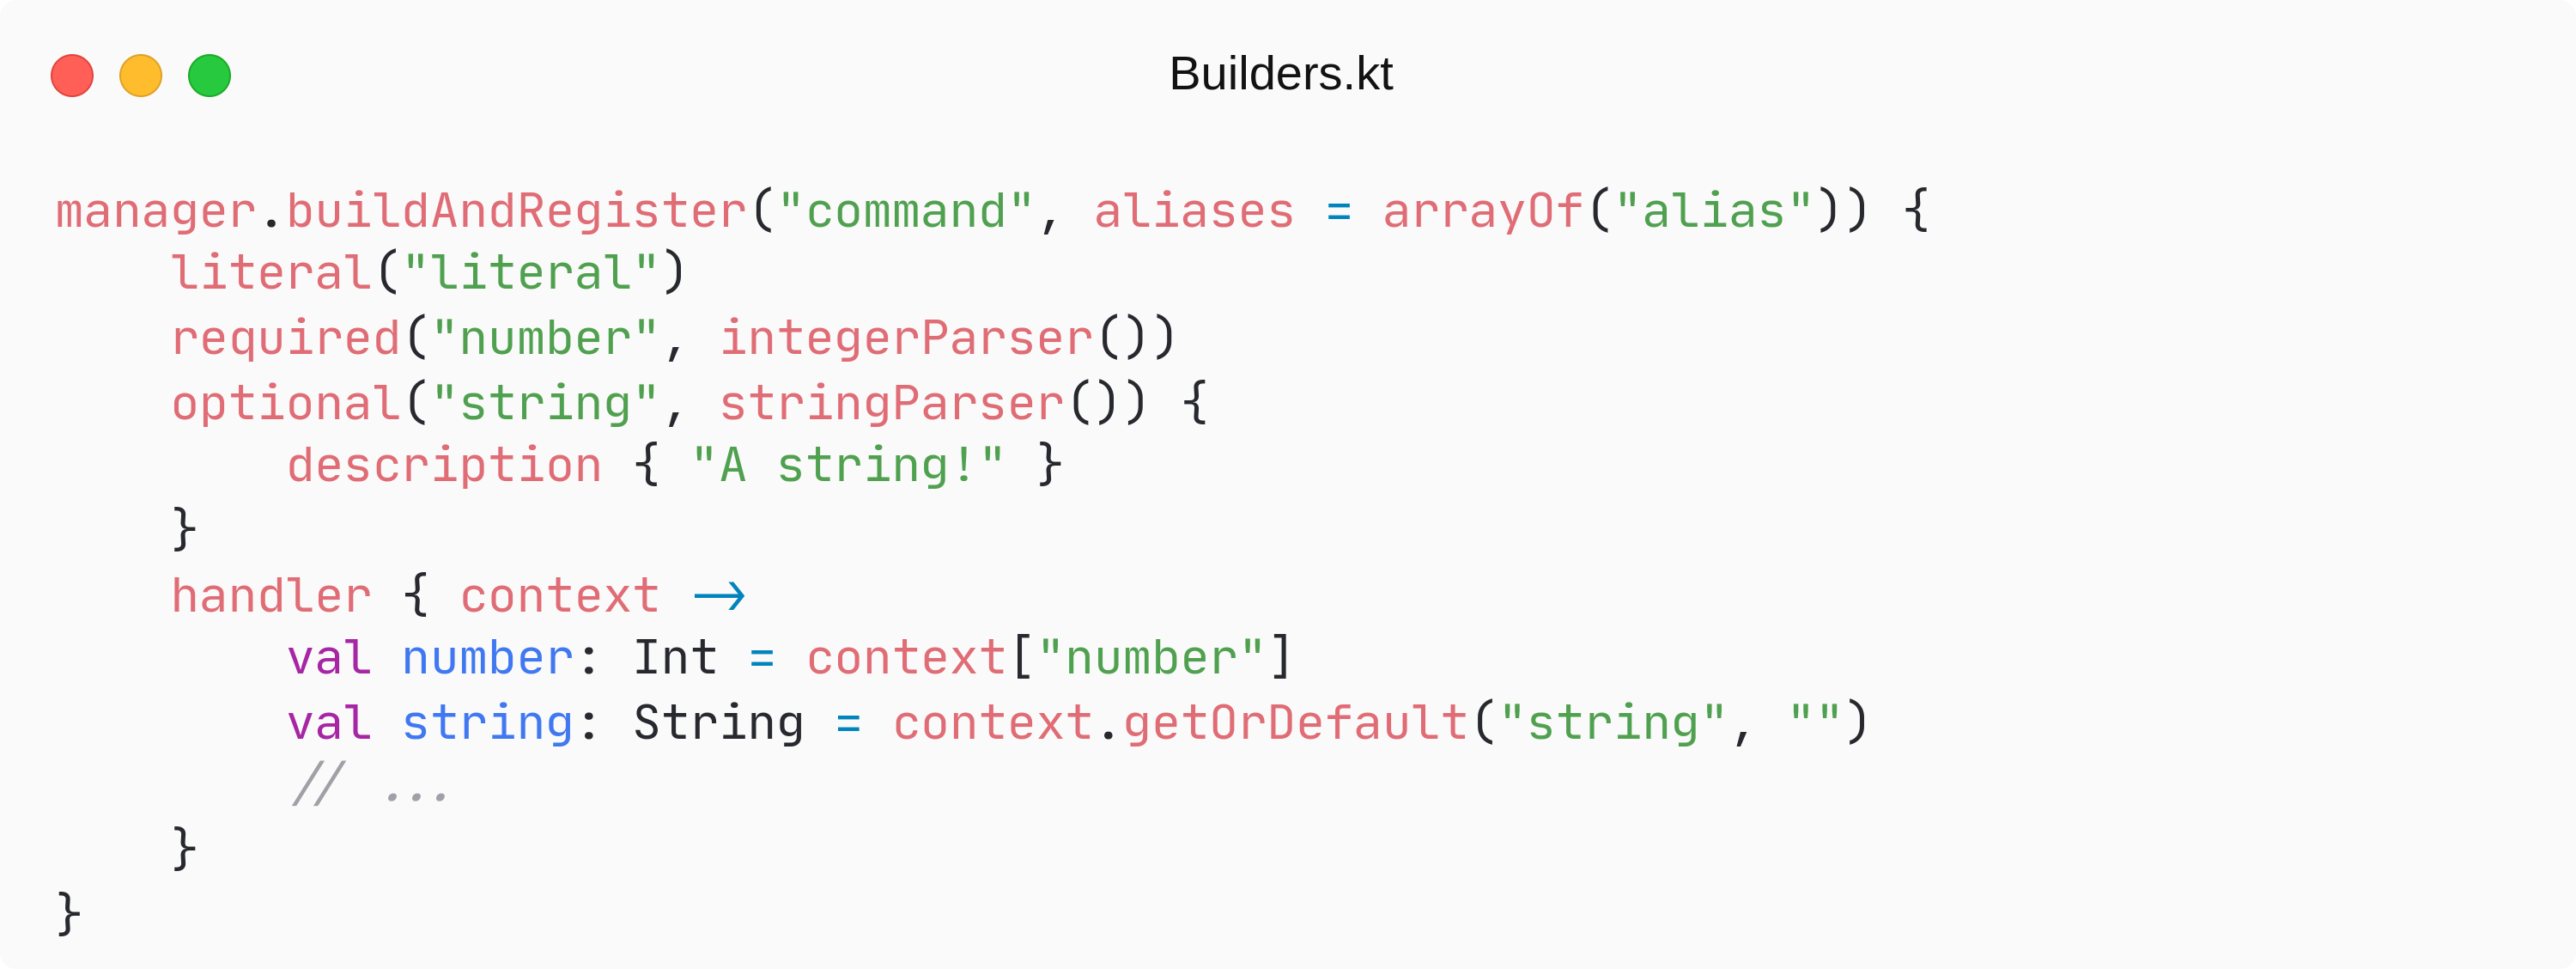 Builders.kt
manager.buildAndRegister("command", aliases = arrayOf("alias")) {
    literal("literal")
    required("number", integerParser())
    optional("string", stringParser()) {
        description { "A string!" }
    }
    handler { context ->
        val number: Int = context["number"]
        val string: String = context.getOrDefault("string", "")
        // ...
    }
}